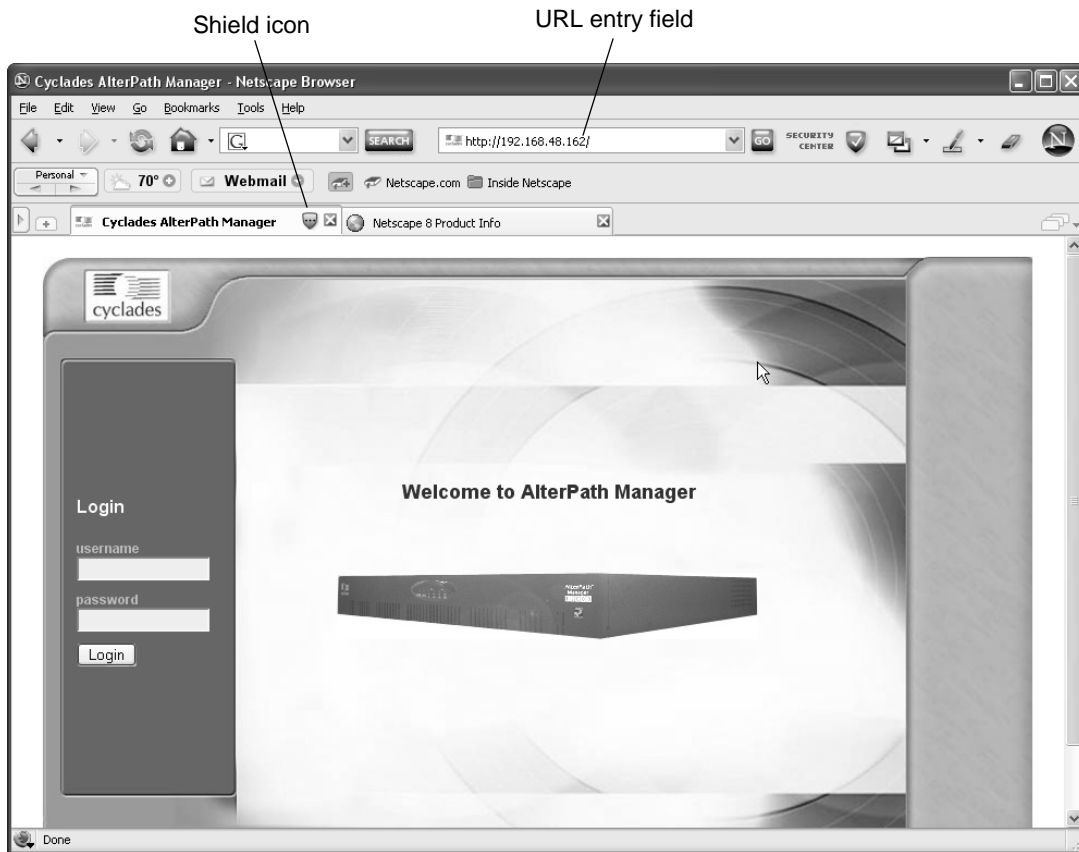 Shield icon
URL entry field
Cyclades AlterPath Manager - Netscape Browser
File Edit View Go Bookmarks Tools Help
G SEARCH http://192.168.48.162/ GO SECURITY CENTER N
Personal 70° Webmail Netscape.com Inside Netscape
Cyclades AlterPath Manager Netscape 8 Product Info
cyclades
Welcome to AlterPath Manager
Login
username
password
AlterPath
Manager
Login
Done